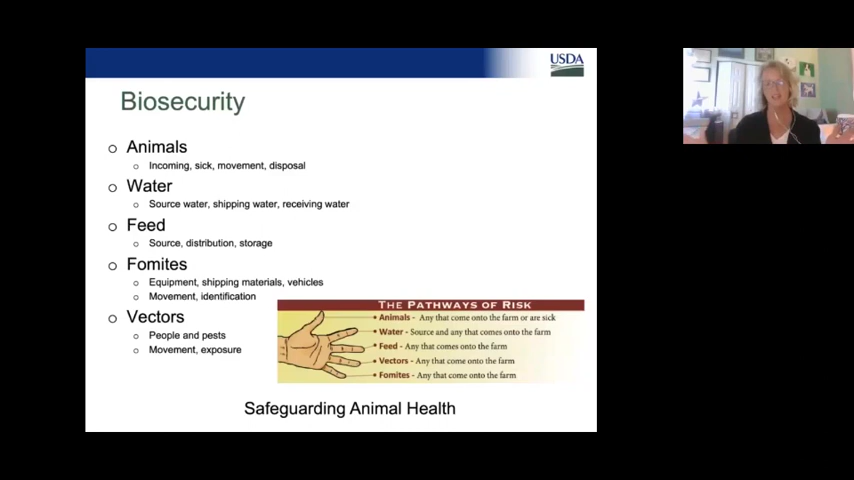 USDA
Biosecurity
o Animals
o Incoming, sick, movement, disposal
o Water
o Source water, shipping water, receiving water
o Feed
o Source, distribution, storage
o Fomites
o Equipment, shipping materials, vehicles
o Movement, identification
o Vectors
o People and pests
o Movement, exposure
THE PATHWAYS OF RISK
• Animals - Any that come onto the farm or are sick
• Water - Source and any that comes onto the farm
• Feed - Any that comes onto the farm
• Vectors - Any that come onto the farm
• Fomites - Any that come onto the farm
Safeguarding Animal Health